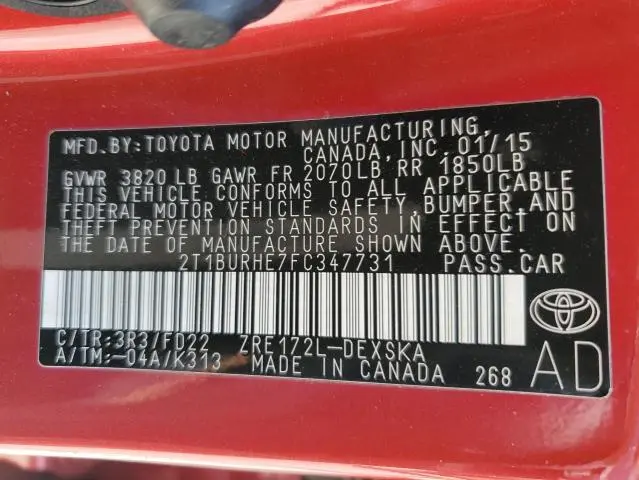 MFD.BY:TOYOTA MOTOR MANUFACTURING,
CANADA, INC. 01/15
GVWR 3820 LB GAWR FR 2070LB, RR 1850LB
THIS VEHICLE CONFORMS TO ALL APPLICABLE
FEDERAL MOTOR VEHICLE SAFETY, BUMPER, AND
THEFT PREVENTION STANDARDS IN EFFECT ON
THE DATE OF MANUFACTURE SHOWN ABOVE.
2T1BURHE7FC347731 PASS.CAR
C/TR:3R3/FD22 ZRE172L-DEXSKA
A/TM:-04A/K313 MADE IN CANADA 268
AD